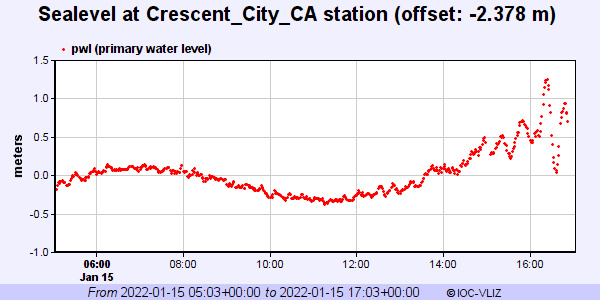 Sealevel at Crescent_City_CA station (offset: -2.378 m)
pwl (primary water level)
1.5
1.0
0.5
0.0
-0.5
-1.0
meters
06:00 08:00 10:00 12:00 14:00 16:00
Jan 15
From 2022-01-15 05:03+00:00 to 2022-01-15 17:03+00:00 © IOC-VLIZ